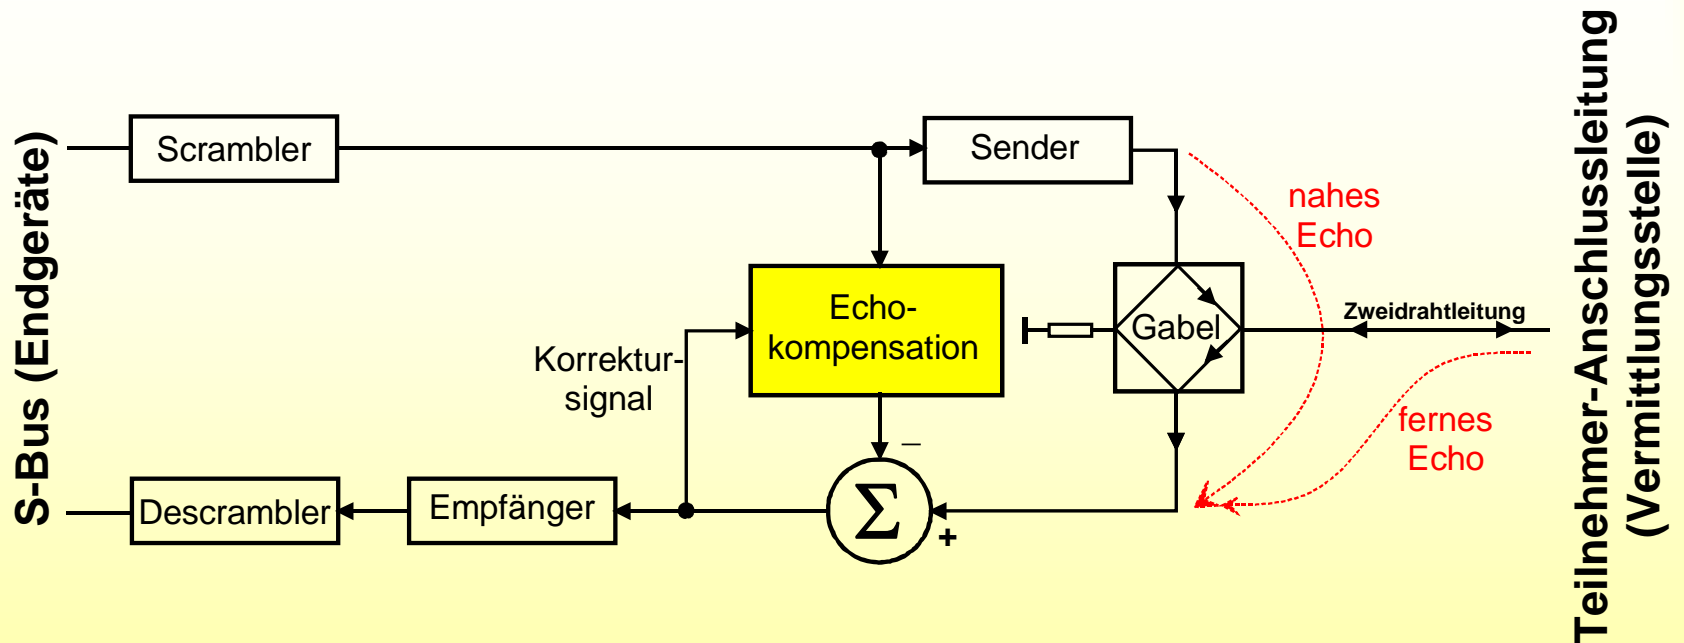 S-Bus (Endgeräte)
Scrambler
Sender
nahes
Echo
Echo-
kompensation
Gabel
Zweidrahtleitung
Korrektur-
signal
fernes
Echo
–
Descrambler
Empfänger
Σ
+
Teilnehmer-Anschlussleitung
(Vermittlungsstelle)